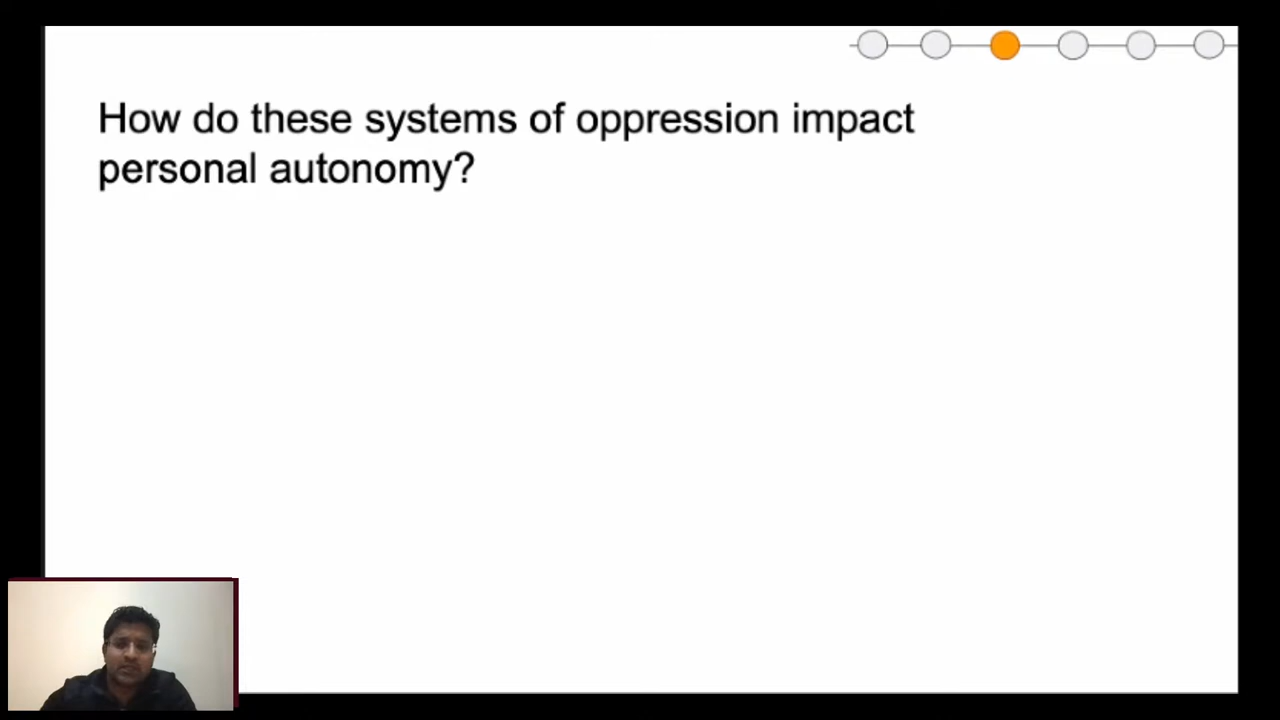 How do these systems of oppression impact
personal autonomy?